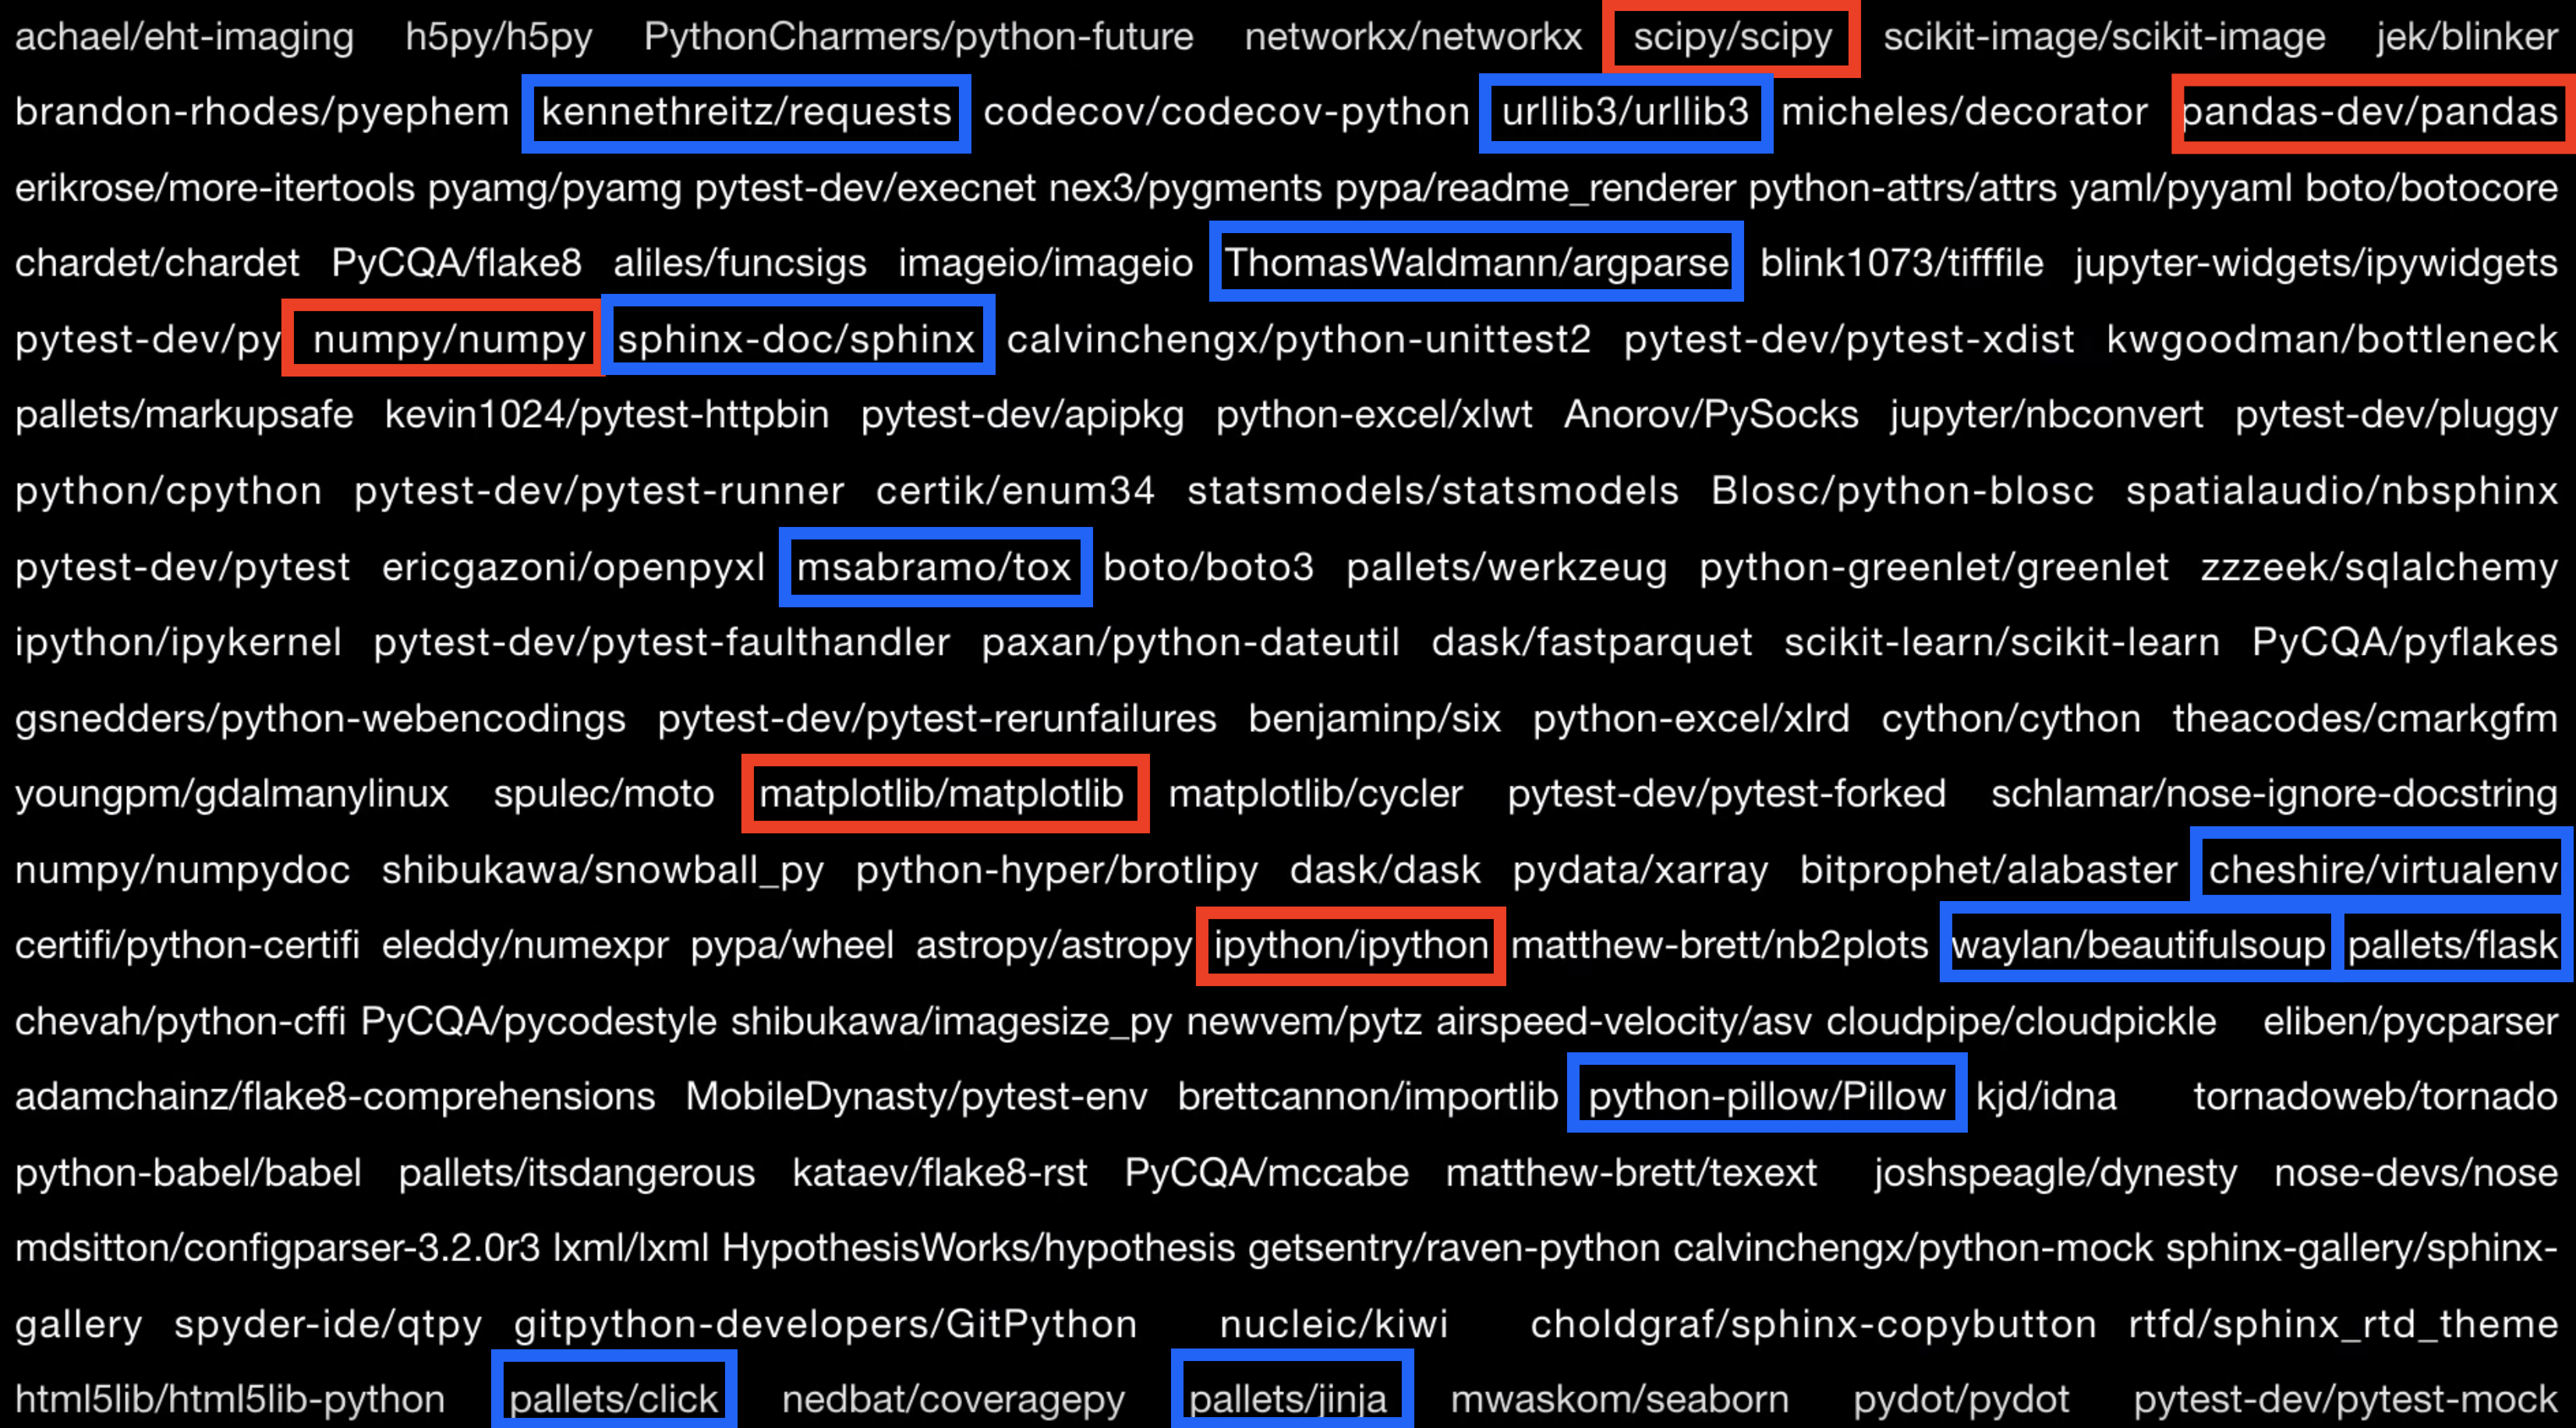 achael/eht-imaging h5py/h5py PythonCharmers/python-future networkx/networkx scipy/scipy scikit-image/scikit-image jek/blinker
brandon-rhodes/pyephem kennethreitz/requests codecov/codecov-python urllib3/urllib3 micheles/decorator pandas-dev/pandas
erikrose/more-itertools pyamg/pyamg pytest-dev/execnet nex3/pygments pypa/readme_renderer python-attrs/attrs yaml/pyyaml boto/botocore
chardet/chardet PyCQA/flake8 aliles/funcsigs imageio/imageio ThomasWaldmann/argparse blink1073/tifffile jupyter-widgets/ipywidgets
pytest-dev/py numpy/numpy sphinx-doc/sphinx calvinchengx/python-unittest2 pytest-dev/pytest-xdist kwgoodman/bottleneck
pallets/markupsafe kevin1024/pytest-httpbin pytest-dev/apipkg python-excel/xlwt Anorov/PySocks jupyter/nbconvert pytest-dev/pluggy
python/cpython pytest-dev/pytest-runner certik/enum34 statsmodels/statsmodels Blosc/python-blosc spatialaudio/nbsphinx
pytest-dev/pytest ericgazoni/openpyxl msabramo/tox boto/boto3 pallets/werkzeug python-greenlet/greenlet zzzeek/sqlalchemy
ipython/ipykernel pytest-dev/pytest-faulthandler paxan/python-dateutil dask/fastparquet scikit-learn/scikit-learn PyCQA/pyflakes
gsnedders/python-webencodings pytest-dev/pytest-rerunfailures benjaminp/six python-excel/xlrd cython/cython theacodes/cmarkgfm
youngpm/gdalmanylinux spulec/moto matplotlib/matplotlib matplotlib/cycler pytest-dev/pytest-forked schlamar/nose-ignore-docstring
numpy/numpydoc shibukawa/snowball_py python-hyper/brotlipy dask/dask pydata/xarray bitprophet/alabaster cheshire/virtualenv
certifi/python-certifi eleddy/numexpr pypa/wheel astropy/astropy ipython/ipython matthew-brett/nb2plots waylan/beautifulsoup pallets/flask
chevah/python-cffi PyCQA/pycodestyle shibukawa/imagesize_py newvem/pytz airspeed-velocity/asv cloudpipe/cloudpickle eliben/pycparser
adamchainz/flake8-comprehensions MobileDynasty/pytest-env brettcannon/importlib python-pillow/Pillow kjd/idna tornadoweb/tornado
python-babel/babel pallets/itsdangerous kataev/flake8-rst PyCQA/mccabe matthew-brett/texext joshspeagle/dynesty nose-devs/nose
mdsitton/configparser-3.2.0r3 lxml/lxml HypothesisWorks/hypothesis getsentry/raven-python calvinchengx/python-mock sphinx-gallery/sphinx-
gallery spyder-ide/qtpy gitpython-developers/GitPython nucleic/kiwi choldgraf/sphinx-copybutton rtfd/sphinx_rtd_theme
html5lib/html5lib-python pallets/click nedbat/coveragepy pallets/jinja mwaskom/seaborn pydot/pydot pytest-dev/pytest-mock